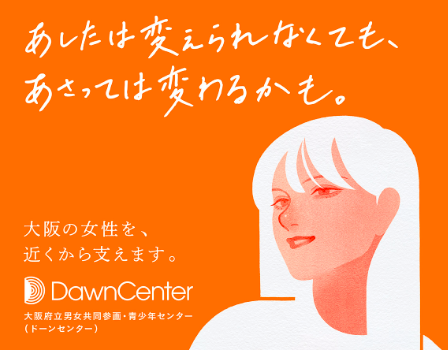 あしたは変えられなくても、
あさっては変わるかも。
大阪の女性を、
近くから支えます。
DawnCenter
大阪府立男女共同参画・青少年センター
（ドーンセンター）